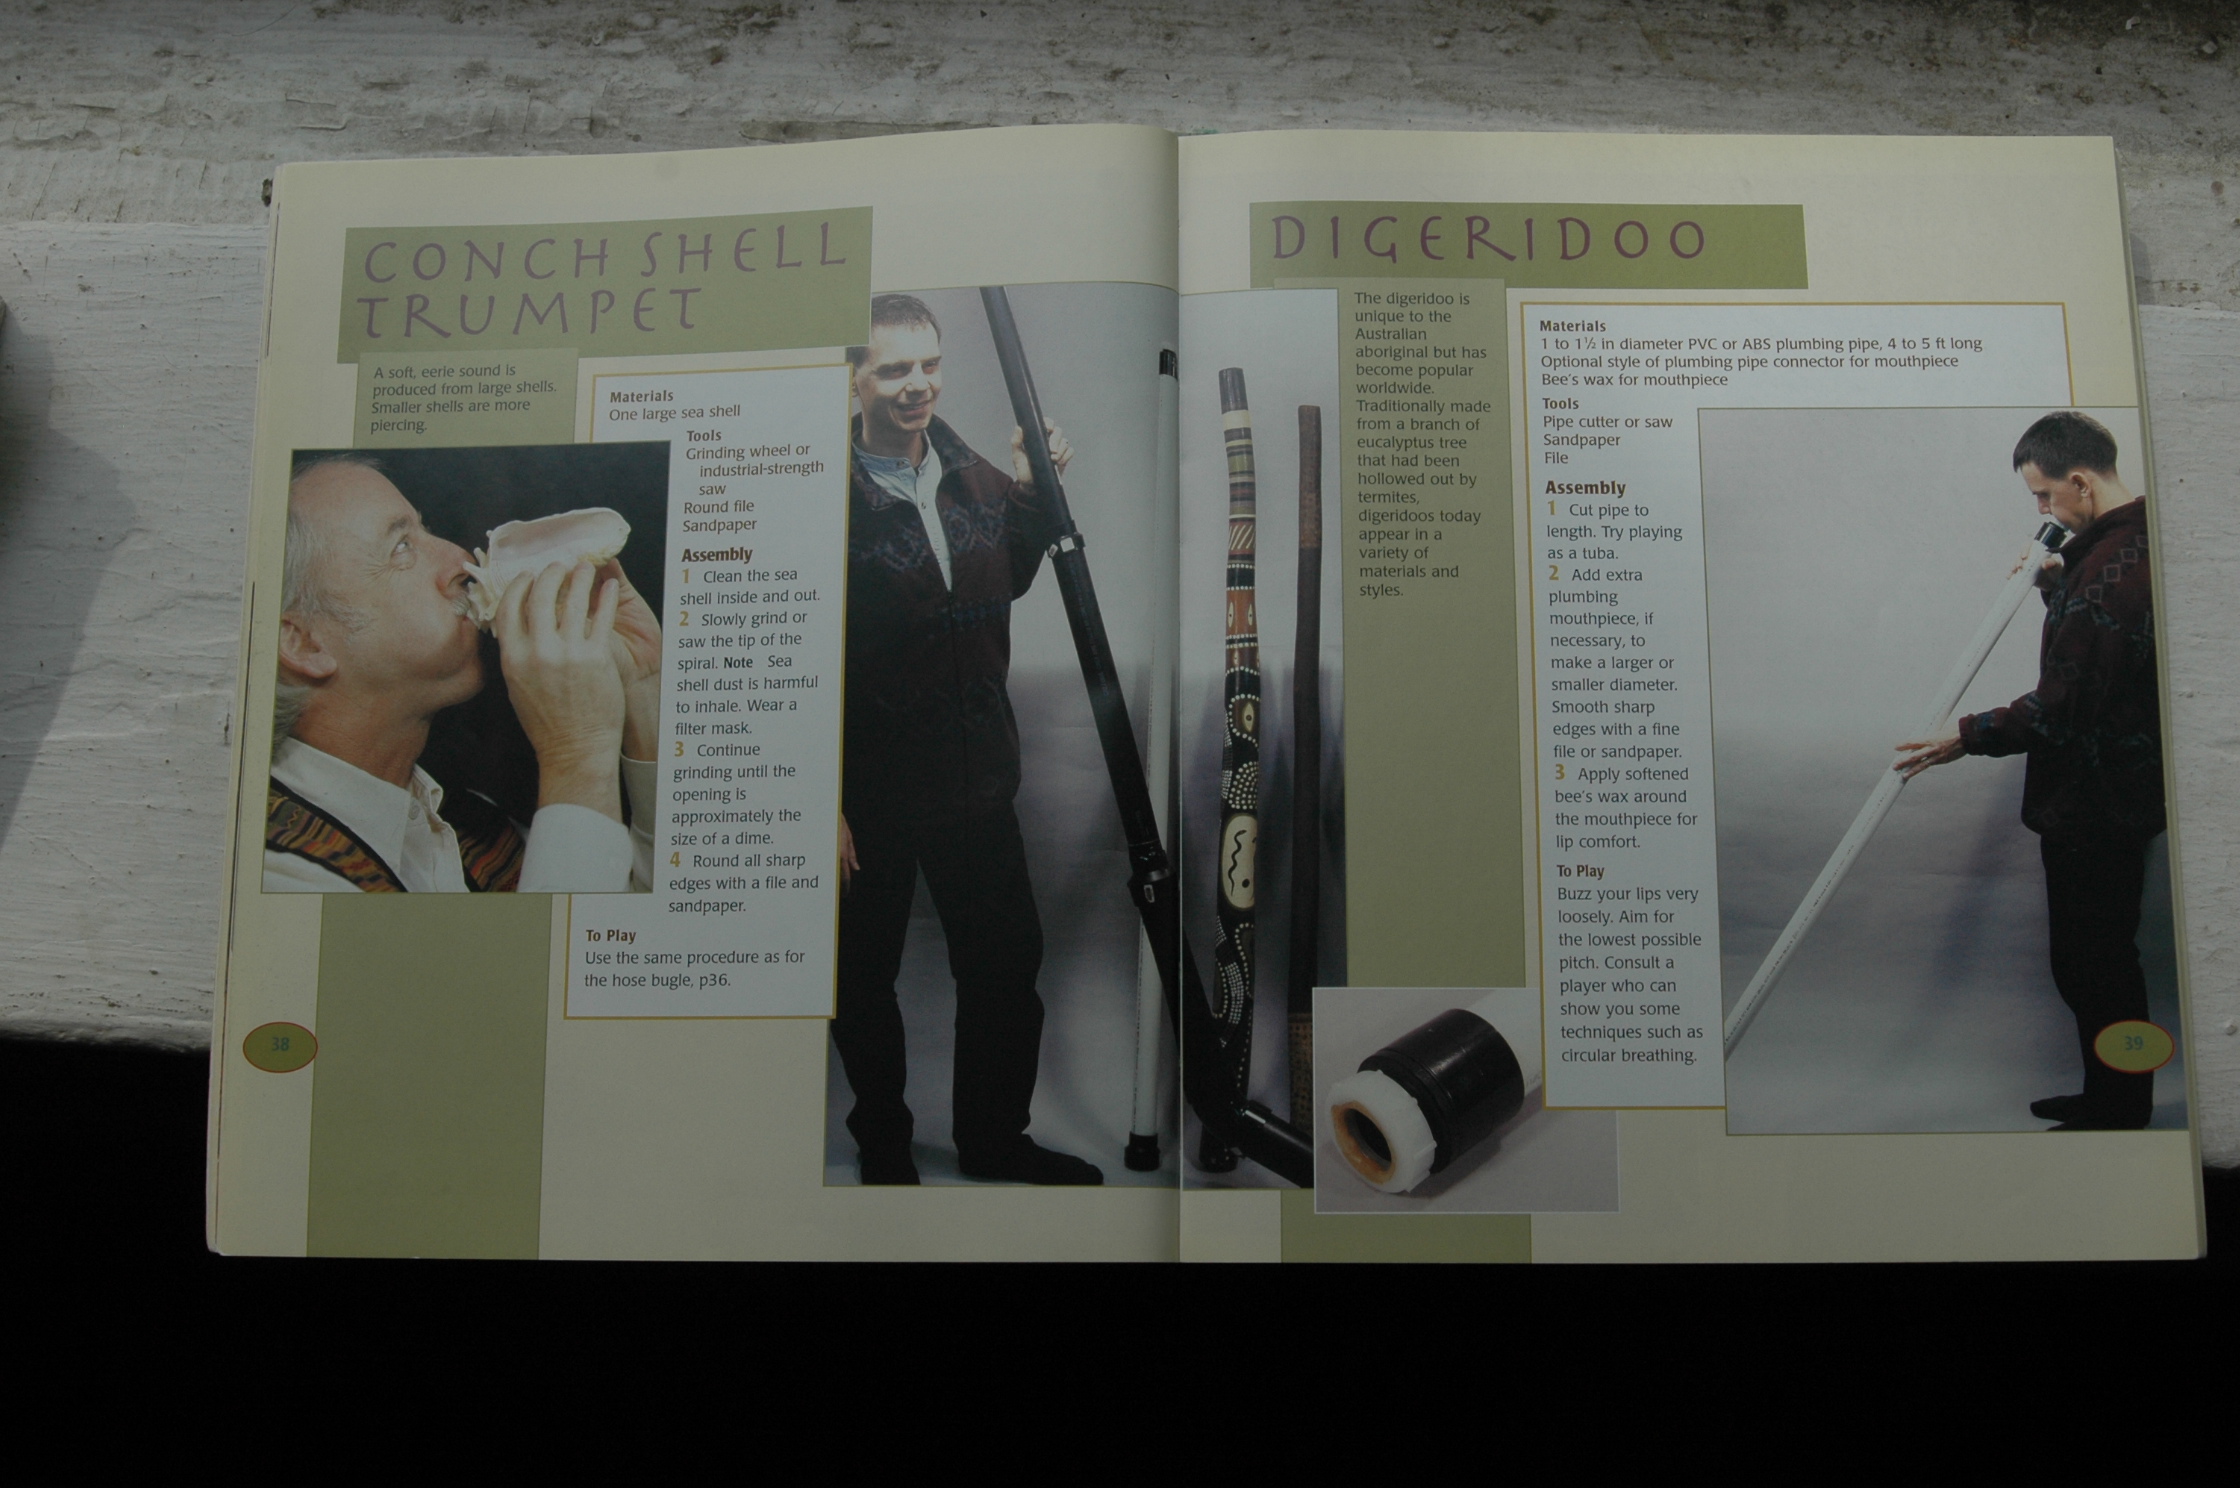 CONCH SHELL
TRUMPET
A soft, eerie sound is
produced from large shells.
Smaller shells are more
piercing.
Materials
One large sea shell
Tools
Grinding wheel or
industrial-strength
saw
Round file
Sandpaper
Assembly
1 Clean the sea
shell inside and out.
2 Slowly grind or
saw the tip of the
spiral. Note Sea
shell dust is harmful
to inhale. Wear a
filter mask.
3 Continue
grinding until the
opening is
approximately the
size of a dime.
4 Round all sharp
edges with a file and
sandpaper.
To Play
Use the same procedure as for
the hose bugle, p36.
38
DIGERIDOO
The digeridoo is
unique to the
Australian
aboriginal but has
become popular
worldwide.
Traditionally made
from a branch of
eucalyptus tree
that had been
hollowed out by
termites,
digeridoos today
appear in a
variety of
materials and
styles.
Materials
1 to 1½ in diameter PVC or ABS plumbing pipe, 4 to 5 ft long
Optional style of plumbing pipe connector for mouthpiece
Bee's wax for mouthpiece
Tools
Pipe cutter or saw
Sandpaper
File
Assembly
1 Cut pipe to
length. Try playing
as a tuba.
2 Add extra
plumbing
mouthpiece, if
necessary, to
make a larger or
smaller diameter.
Smooth sharp
edges with a fine
file or sandpaper.
3 Apply softened
bee's wax around
the mouthpiece for
lip comfort.
To Play
Buzz your lips very
loosely. Aim for
the lowest possible
pitch. Consult a
player who can
show you some
techniques such as
circular breathing.
39